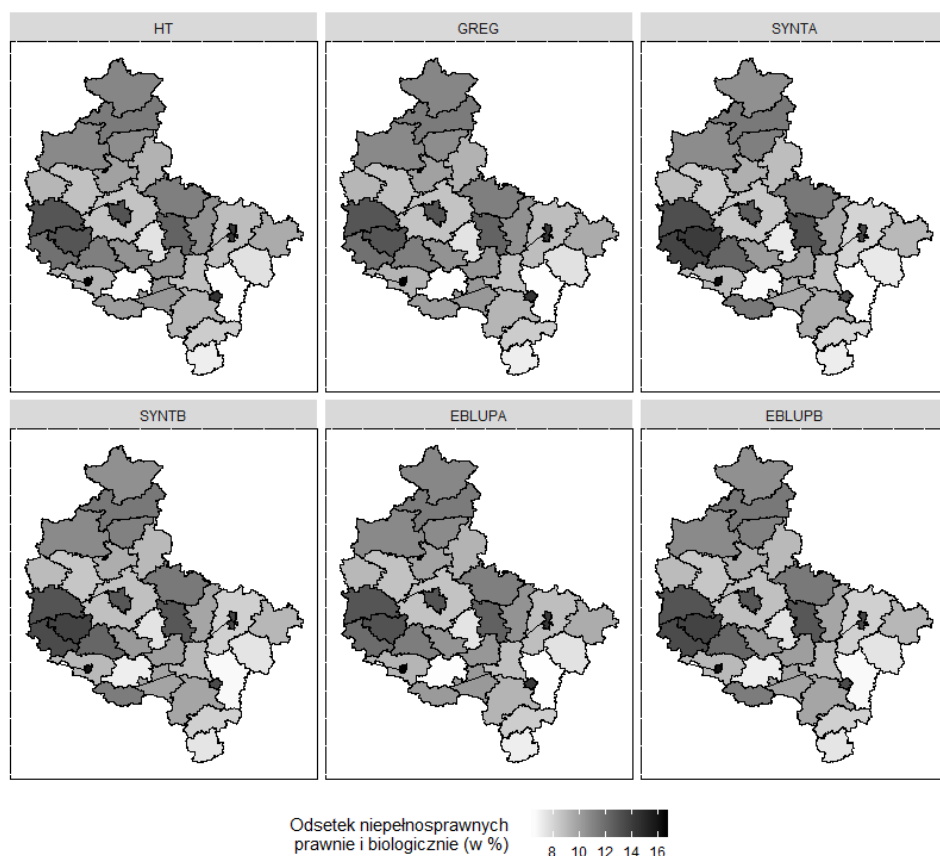 HT
GREG
SYNTA
SYNTB
EBLUPA
EBLUPB
Odsetek niepełnosprawnych
prawnie i biologicznie (w %)
8 10 12 14 16